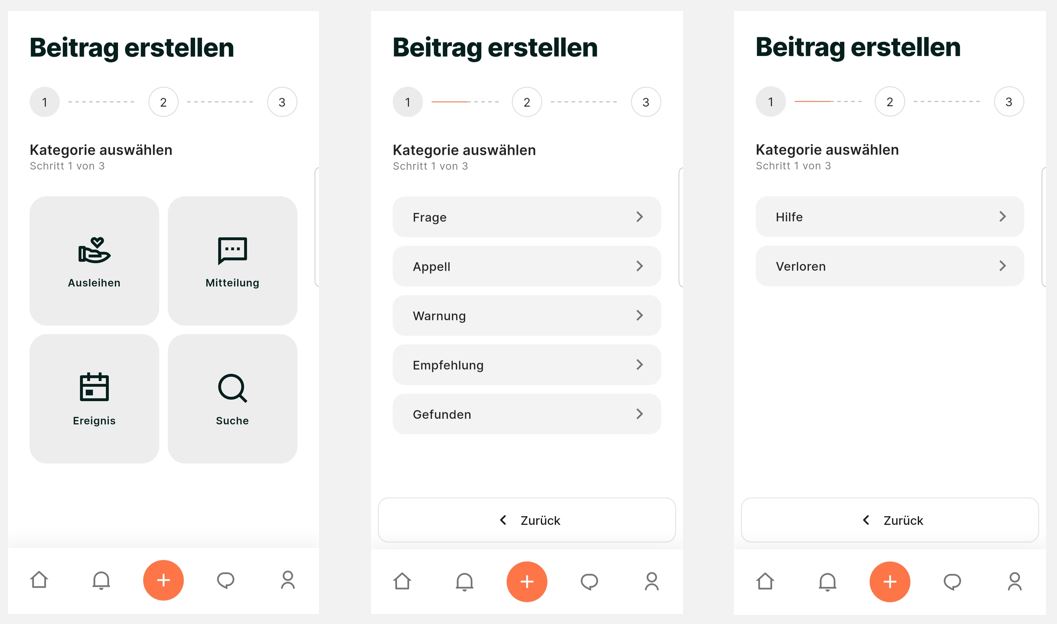 Beitrag erstellen
1 2 3
Kategorie auswählen
Schritt 1 von 3
Ausleihen
Mitteilung
Ereignis
Suche
Beitrag erstellen
1 2 3
Kategorie auswählen
Schritt 1 von 3
Frage
Appell
Warnung
Empfehlung
Gefunden
Zurück
Beitrag erstellen
1 2 3
Kategorie auswählen
Schritt 1 von 3
Hilfe
Verloren
Zurück